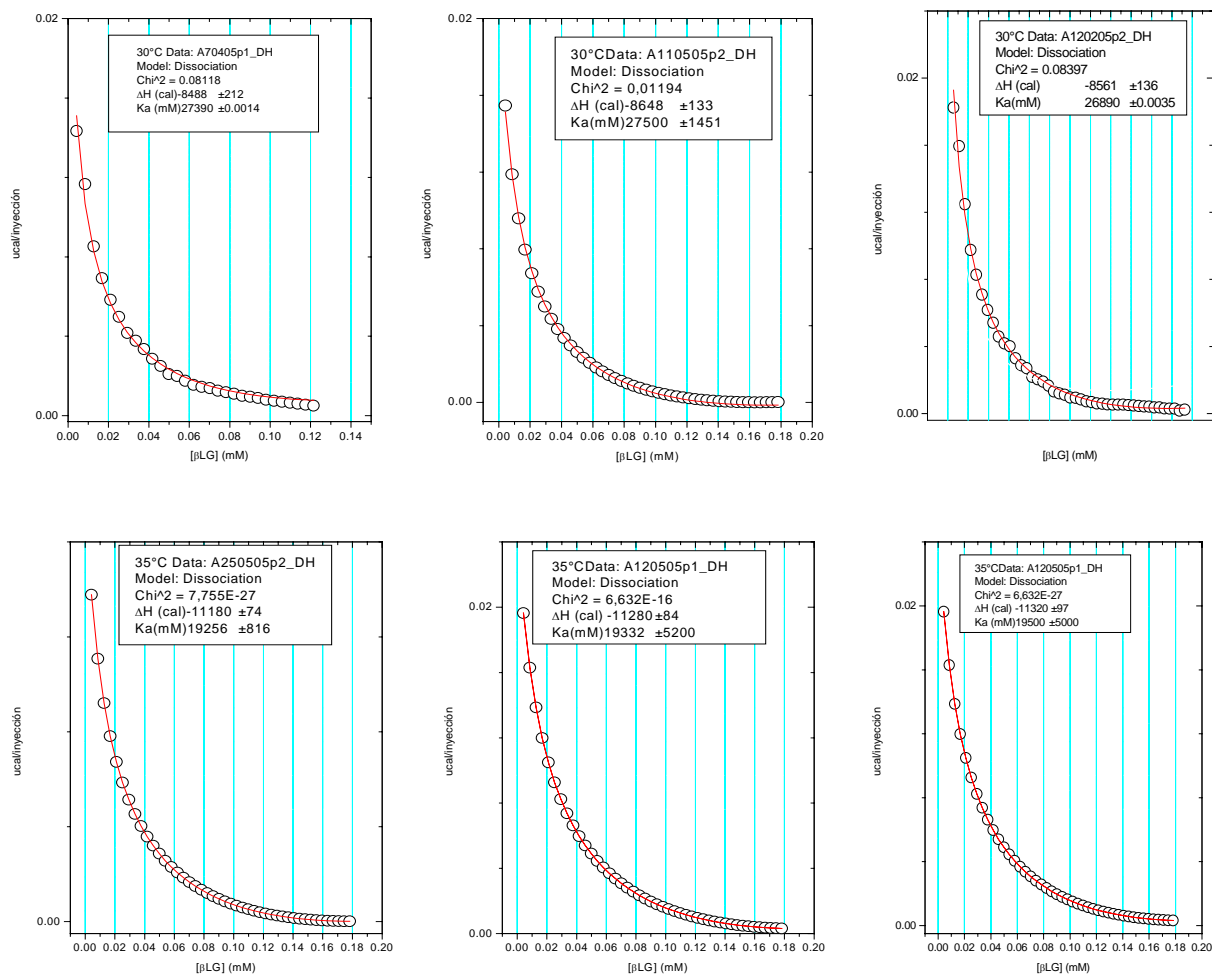 0.02
30°C Data: A70405p1_DH
Model: Dissociation
Chi^2 = 0.08118
ΔH (cal)-8488 ±212
Ka (mM)27390 ±0.0014
ucal/inyección
0.00
0.00 0.02 0.04 0.06 0.08 0.10 0.12 0.14
[βLG] (mM)
30°CData: A110505p2_DH
Model: Dissociation
Chi^2 = 0,01194
ΔH (cal)-8648 ±133
Ka(mM)27500 ±1451
ucal/inyección
0.00
0.00 0.02 0.04 0.06 0.08 0.10 0.12 0.14 0.16 0.18 0.20
[βLG] (mM)
0.02
30°C Data: A120205p2_DH
Model: Dissociation
Chi^2 = 0.08397
ΔH (cal) -8561 ±136
Ka(mM) 26890 ±0.0035
ucal/inyección
0.00
[βLG] (mM)
35°C Data: A250505p2_DH
Model: Dissociation
Chi^2 = 7,755E-27
ΔH (cal)-11180 ±74
Ka(mM)19256 ±816
ucal/inyección
0.00
0.00 0.02 0.04 0.06 0.08 0.10 0.12 0.14 0.16 0.18 0.20
[βLG] (mM)
0.02
35°CData: A120505p1_DH
Model: Dissociation
Chi^2 = 6,632E-16
ΔH (cal) -11280 ±84
Ka(mM)19332 ±5200
ucal/inyección
0.00
0.00 0.02 0.04 0.06 0.08 0.10 0.12 0.14 0.16 0.18 0.20
[βLG] (mM)
0.02
35°C Data: A120505p1_DH
Model: Dissociation
Chi^2 = 6,632E-27
ΔH (cal) -11320 ±97
Ka (mM)19500 ±5000
ucal/inyección
0.00
0.00 0.02 0.04 0.06 0.08 0.10 0.12 0.14 0.16 0.18 0.20
[βLG] (mM)